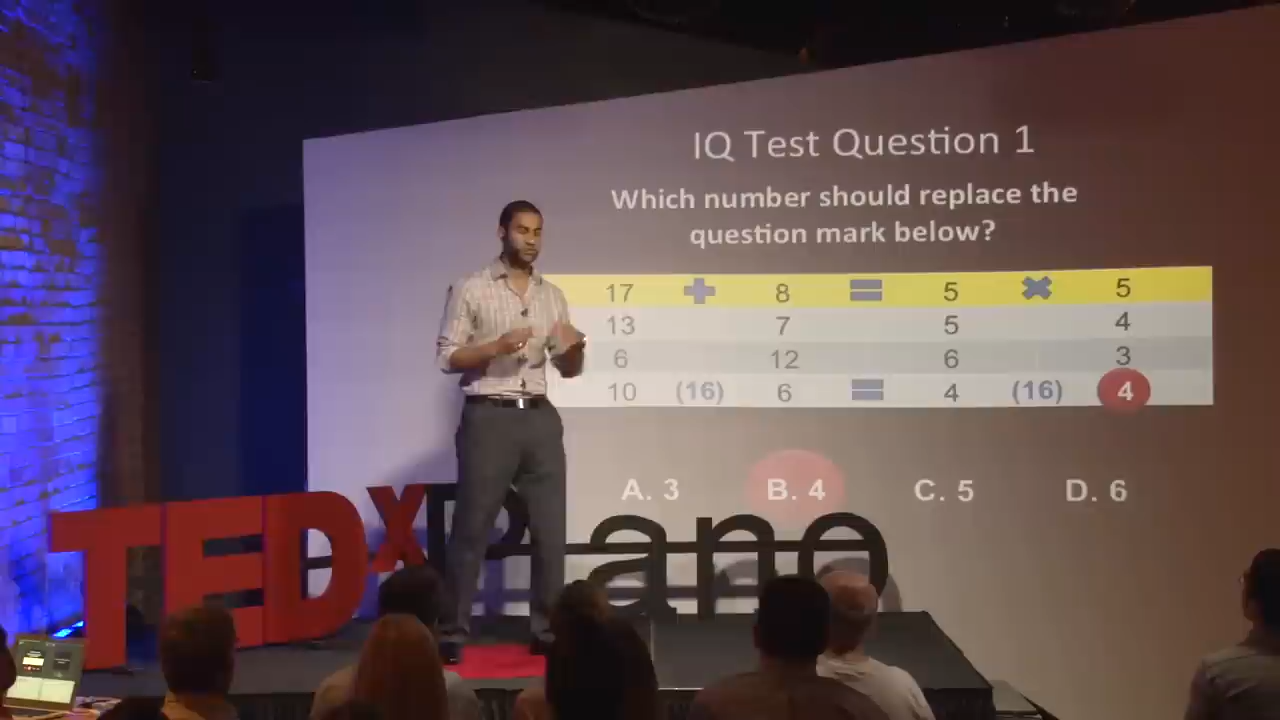 IQ Test Question 1
Which number should replace the
question mark below?
17 + 8 = 5 × 5
13 7 5 4
6 12 6 3
10 (16) 6 = 4 (16) 4
A. 3 B. 4 C. 5 D. 6
TEDxPlano